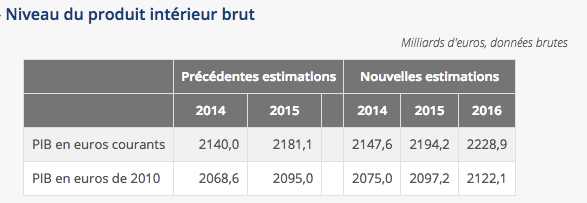 - Niveau du produit intérieur brut
Milliards d'euros, données brutes
Précédentes estimations Nouvelles estimations
2014 2015 2014 2015 2016
PIB en euros courants 2140,0 2181,1 2147,6 2194,2 2228,9
PIB en euros de 2010 2068,6 2095,0 2075,0 2097,2 2122,1